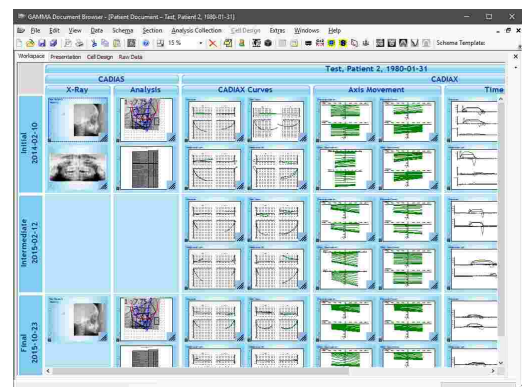 GAMMA Document Browser - [Patient Document - Test, Patient 2, 1980-01-31]
File Edit View Data Schema Section Analysis Collection Cell Design Extras Windows Help
15 % Schema Template:
Workspace Presentation Cell Design Raw Data
Test, Patient 2, 1980-01-31
CADIAS CADIAX
X-Ray Analysis CADIAX Curves Axis Movement Time
Initial
2014-02-10
Intermediate
2015-02-12
Final
2015-10-23